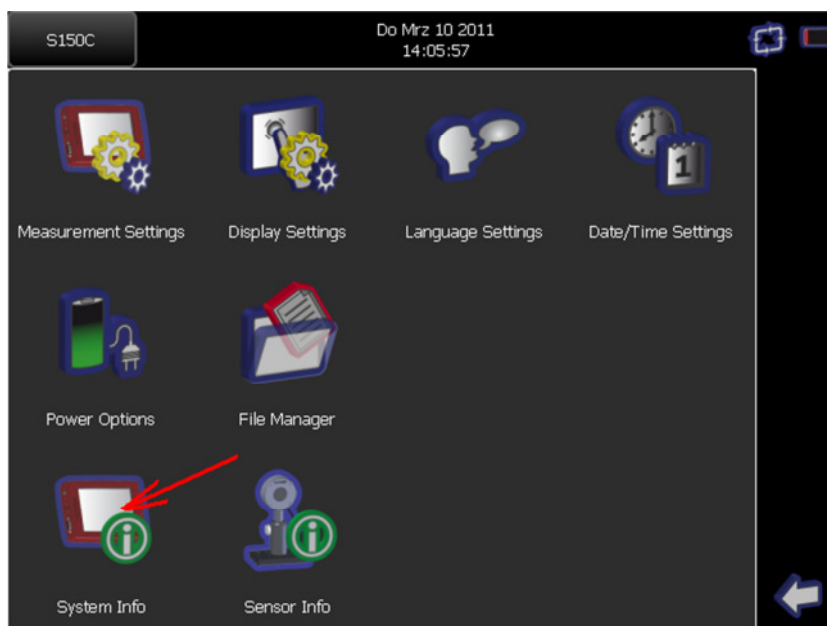 S150C
Do Mrz 10 2011
14:05:57
1
Measurement Settings
Display Settings
Language Settings
Date/Time Settings
Power Options
File Manager
i
i
System Info
Sensor Info